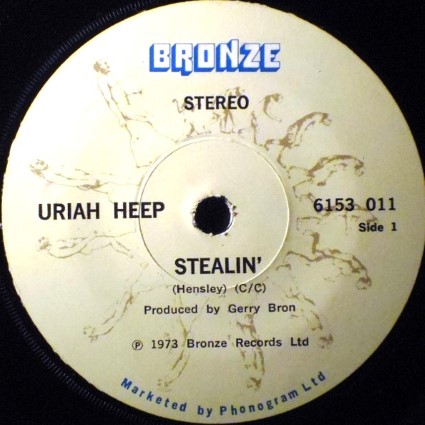 BRONZE
STEREO
URIAH HEEP
6153 011
Side 1
STEALIN'
(Hensley) (C/C)
Produced by Gerry Bron
℗ 1973 Bronze Records Ltd
Marketed by Phonogram Ltd